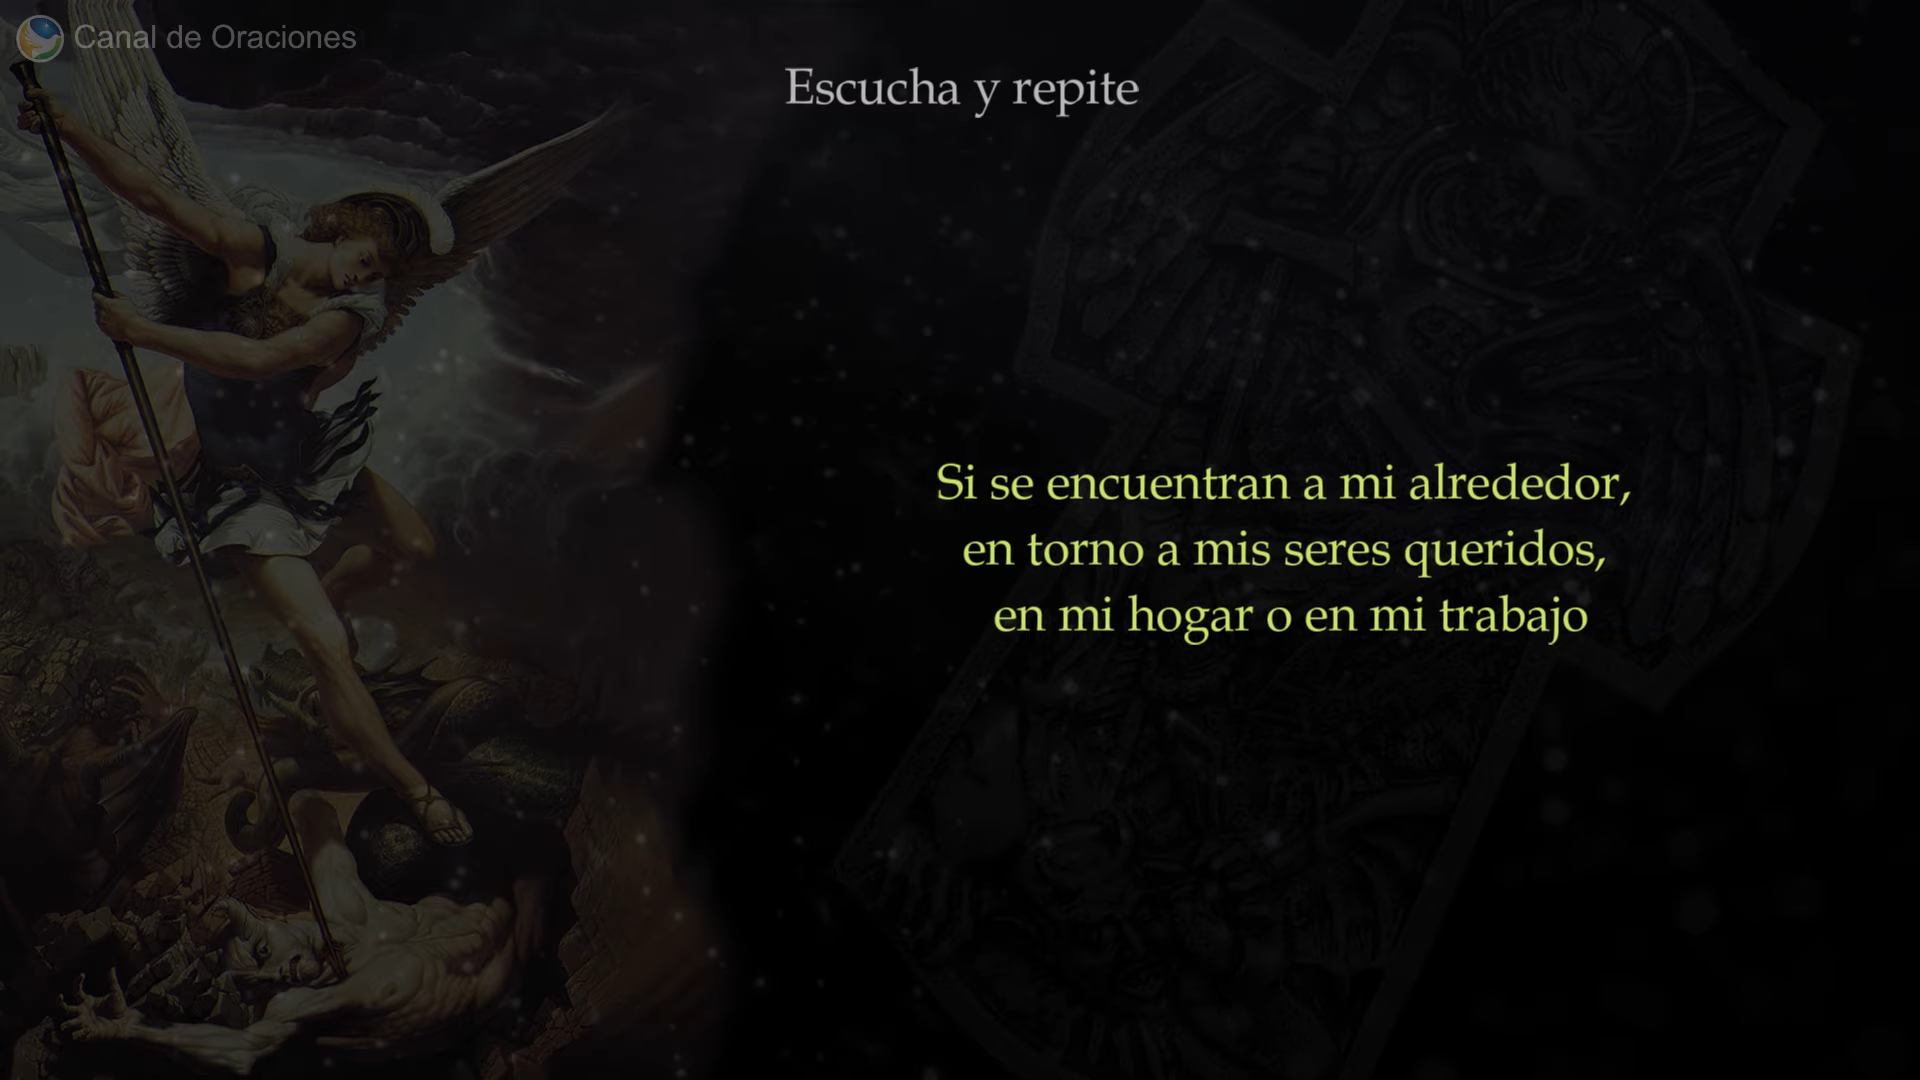 Canal de Oraciones
Escucha y repite
Si se encuentran a mi alrededor,
en torno a mis seres queridos,
en mi hogar o en mi trabajo